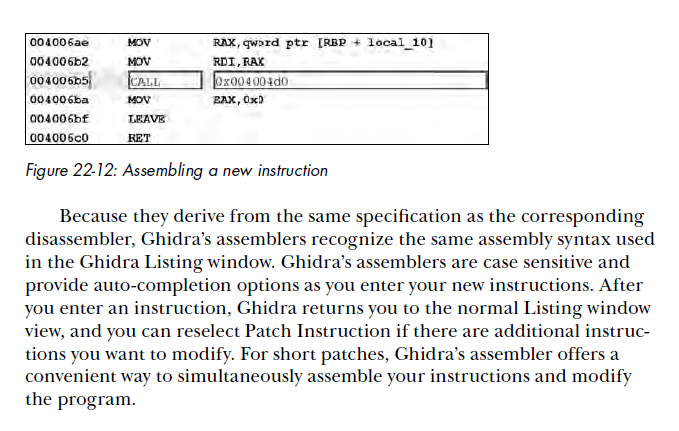 004006ae MOV RAX,qword ptr [RBP + local_10]
004006b2 MOV RDI,RAX
004006b5 CALL 0x004004d0
004006ba MOV EAX,0x0
004006bf LEAVE
004006c0 RET
Figure 22-12: Assembling a new instruction
Because they derive from the same specification as the corresponding
disassembler, Ghidra's assemblers recognize the same assembly syntax used
in the Ghidra Listing window. Ghidra's assemblers are case sensitive and
provide auto-completion options as you enter your new instructions. After
you enter an instruction, Ghidra returns you to the normal Listing window
view, and you can reselect Patch Instruction if there are additional instruc-
tions you want to modify. For short patches, Ghidra's assembler offers a
convenient way to simultaneously assemble your instructions and modify
the program.